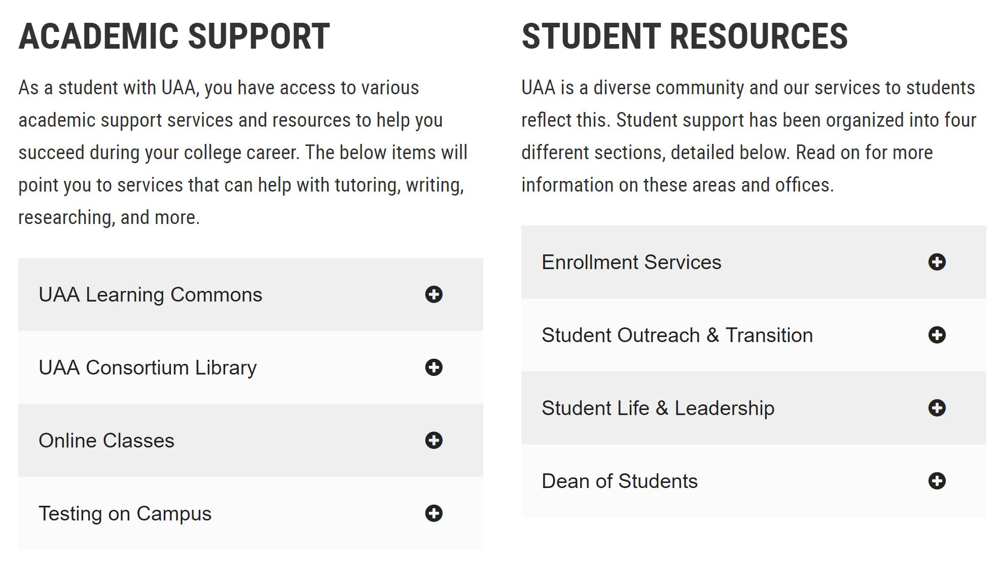 ACADEMIC SUPPORT
As a student with UAA, you have access to various
academic support services and resources to help you
succeed during your college career. The below items will
point you to services that can help with tutoring, writing,
researching, and more.
UAA Learning Commons
UAA Consortium Library
Online Classes
Testing on Campus
STUDENT RESOURCES
UAA is a diverse community and our services to students
reflect this. Student support has been organized into four
different sections, detailed below. Read on for more
information on these areas and offices.
Enrollment Services
Student Outreach & Transition
Student Life & Leadership
Dean of Students